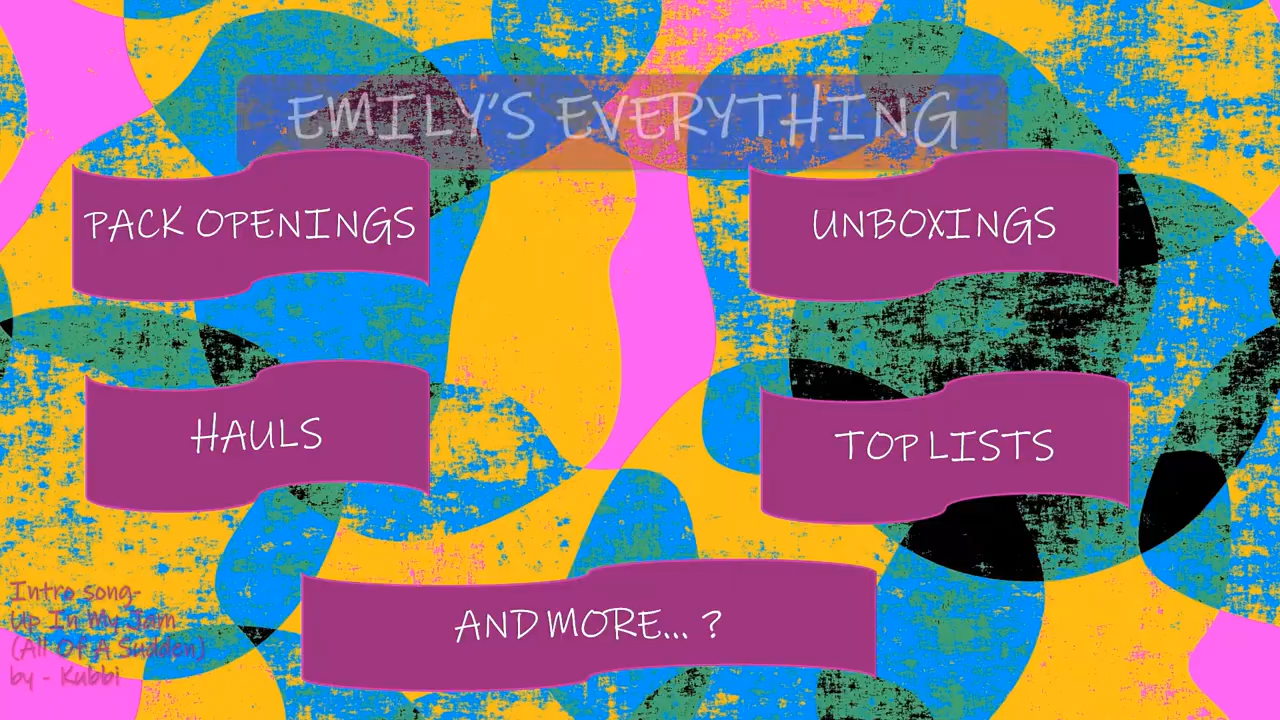 EMILY'S EVERYTHING
PACK OPENINGS
UNBOXINGS
HAULS
TOP LISTS
AND MORE... ?
Intro song-
Up In My Jam
(All Of A Sudden)
by - Kubbi